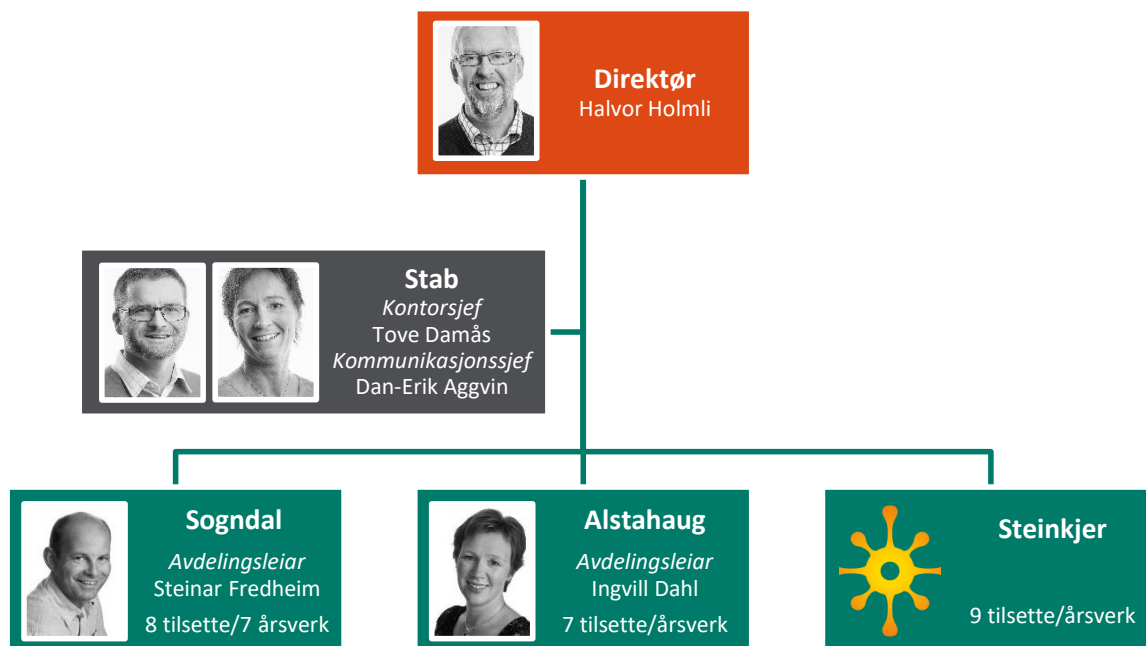 Direktør
Halvor Holmli
Stab
Kontorsjef
Tove Damås
Kommunikasjonssjef
Dan-Erik Aggvin
Sogndal
Avdelingsleiar
Steinar Fredheim
8 tilsette/7 årsverk
Alstahaug
Avdelingsleiar
Ingvill Dahl
7 tilsette/årsverk
Steinkjer
9 tilsette/årsverk